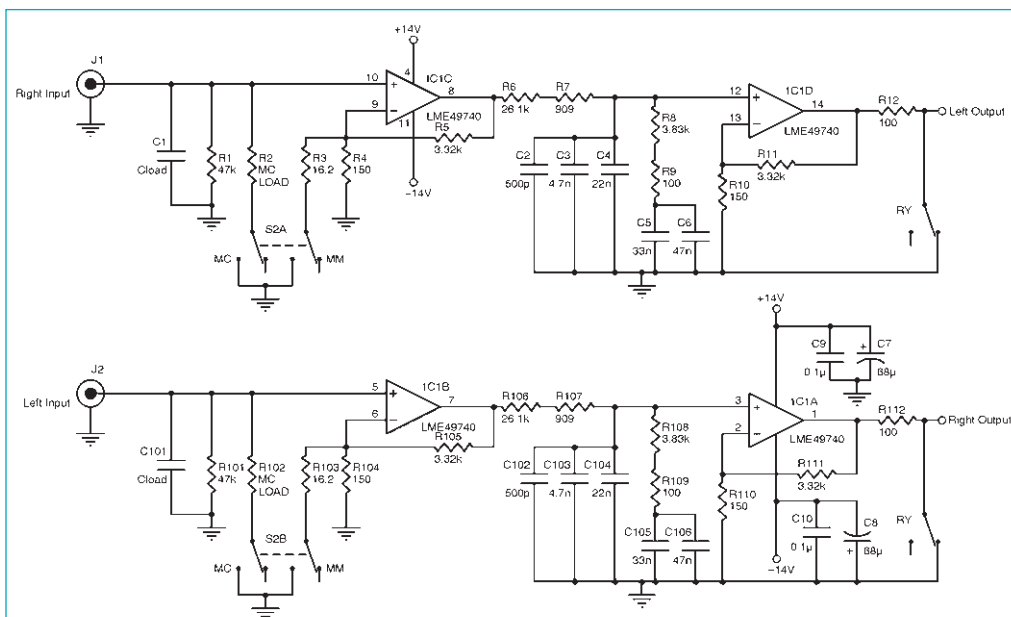 +14V
J1
Right Input
10
4
IC1C
8
9
11
LME49740
R5
3.32k
-14V
C1
Cload
R1
47k
R2
MC
LOAD
R3
16.2
R4
150
S2A
MC
MM
R6
26.1k
R7
909
C2
500p
C3
4.7n
C4
22n
R8
3.83k
R9
100
C5
33n
C6
47n
12
1C1D
14
13
LME49740
R11
3.32k
R10
150
R12
100
Left Output
RY
J2
Left Input
5
1C1B
7
6
LME49740
R105
3.32k
C101
Cload
R101
47k
R102
MC
LOAD
R103
16.2
R104
150
S2B
MC
MM
R106
26.1k
R107
909
C102
500p
C103
4.7n
C104
22n
R108
3.83k
R109
100
C105
33n
C106
47n
+14V
C9
0.1µ
+
C7
3
1C1A
1
2
LME49740
R111
3.32k
R110
150
R112
100
Right Output
C10
0.1µ
C8
+
-14V
RY